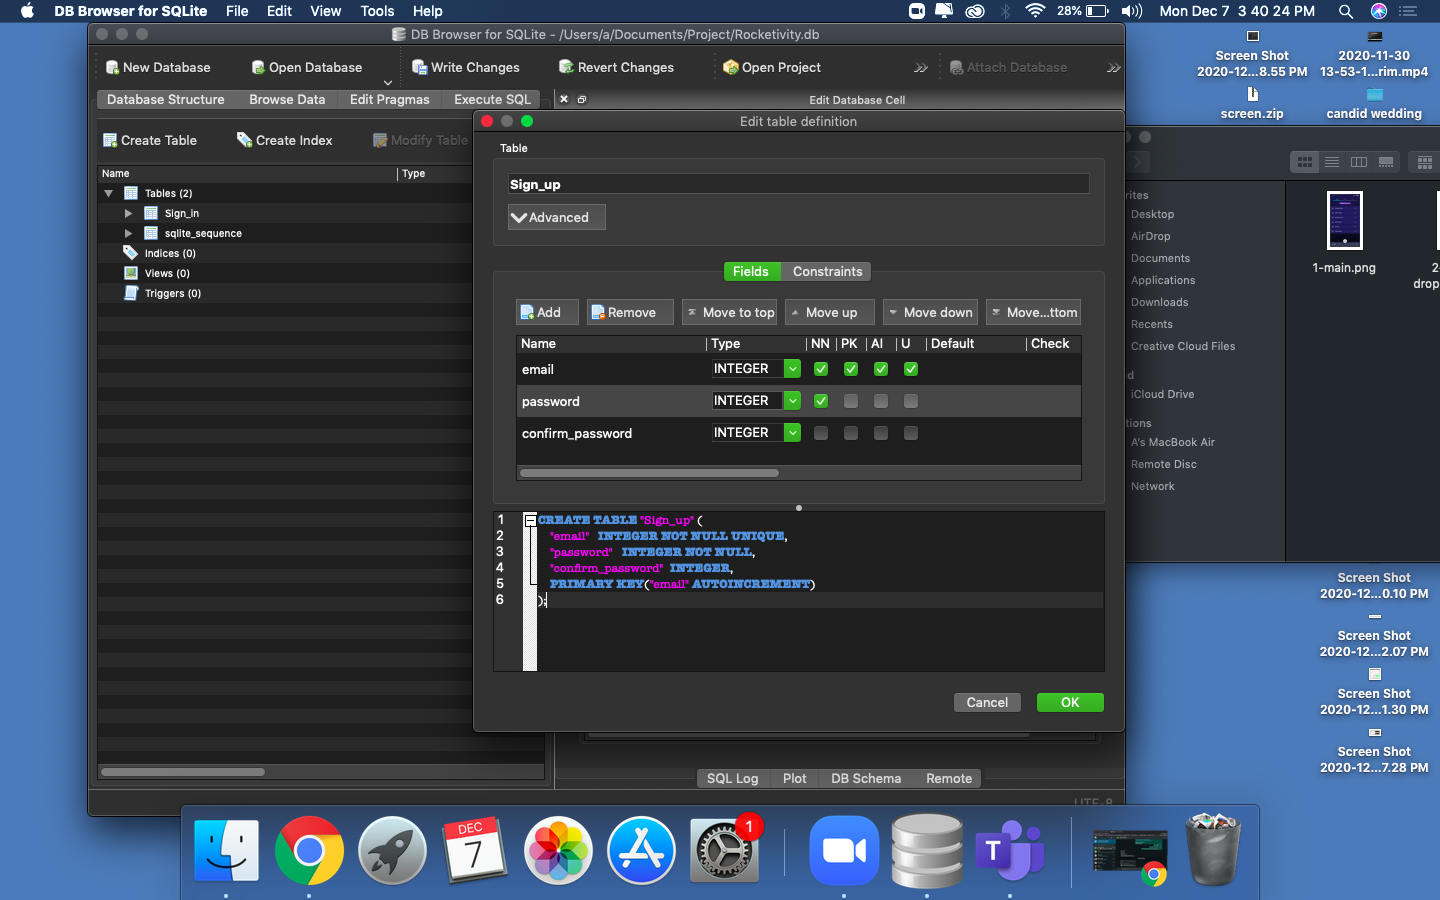 DB Browser for SQLite File Edit View Tools Help 28% Mon Dec 7 3 40 24 PM
DB Browser for SQLite - /Users/a/Documents/Project/Rocketivity.db
New Database Open Database Write Changes Revert Changes Open Project Attach Database
Database Structure Browse Data Edit Pragmas Execute SQL Edit Database Cell
Create Table Create Index Modify Table
Name Type
Tables (2)
Sign_in
sqlite_sequence
Indices (0)
Views (0)
Triggers (0)
Edit table definition
Table
Sign_up
Advanced
Fields Constraints
Add Remove Move to top Move up Move down Move...ttom
Name Type NN PK AI U Default Check
email INTEGER
password INTEGER
confirm_password INTEGER
1 CREATE TABLE "Sign_up" (
2 "email" INTEGER NOT NULL UNIQUE,
3 "password" INTEGER NOT NULL,
4 "confirm_password" INTEGER,
5 PRIMARY KEY("email" AUTOINCREMENT)
6 );
Cancel OK
SQL Log Plot DB Schema Remote
UTF-8
Screen Shot
2020-12...8.55 PM
2020-11-30
13-53-1...rim.mp4
screen.zip
candid wedding
rites
Desktop
AirDrop
Documents
Applications
Downloads
Recents
Creative Cloud Files
d
iCloud Drive
tions
A's MacBook Air
Remote Disc
Network
1-main.png
2-
drop
Screen Shot
2020-12...0.10 PM
Screen Shot
2020-12...2.07 PM
Screen Shot
2020-12...1.30 PM
Screen Shot
2020-12...7.28 PM
DEC
7
1
T